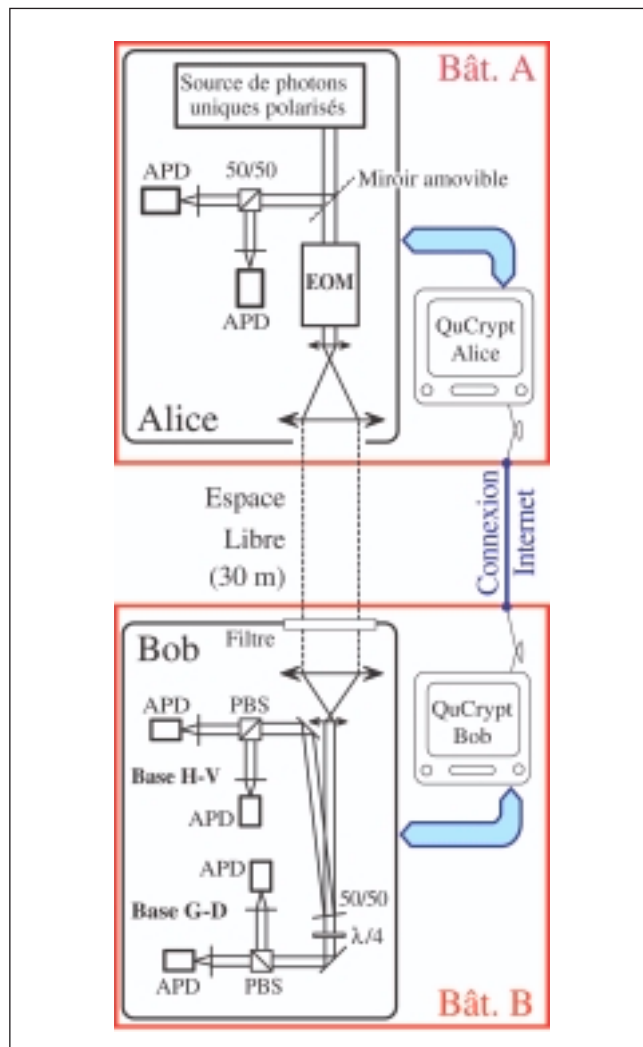 Bât. A
Source de photons
uniques polarisés
APD
50/50
Miroir amovible
APD
EOM
QuCrypt
Alice
Alice
Espace
Libre
(30 m)
Connexion
Internet
Bob
Filtre
APD
PBS
QuCrypt
Bob
Base H-V
APD
APD
50/50
Base G-D
λ/4
APD
PBS
Bât. B